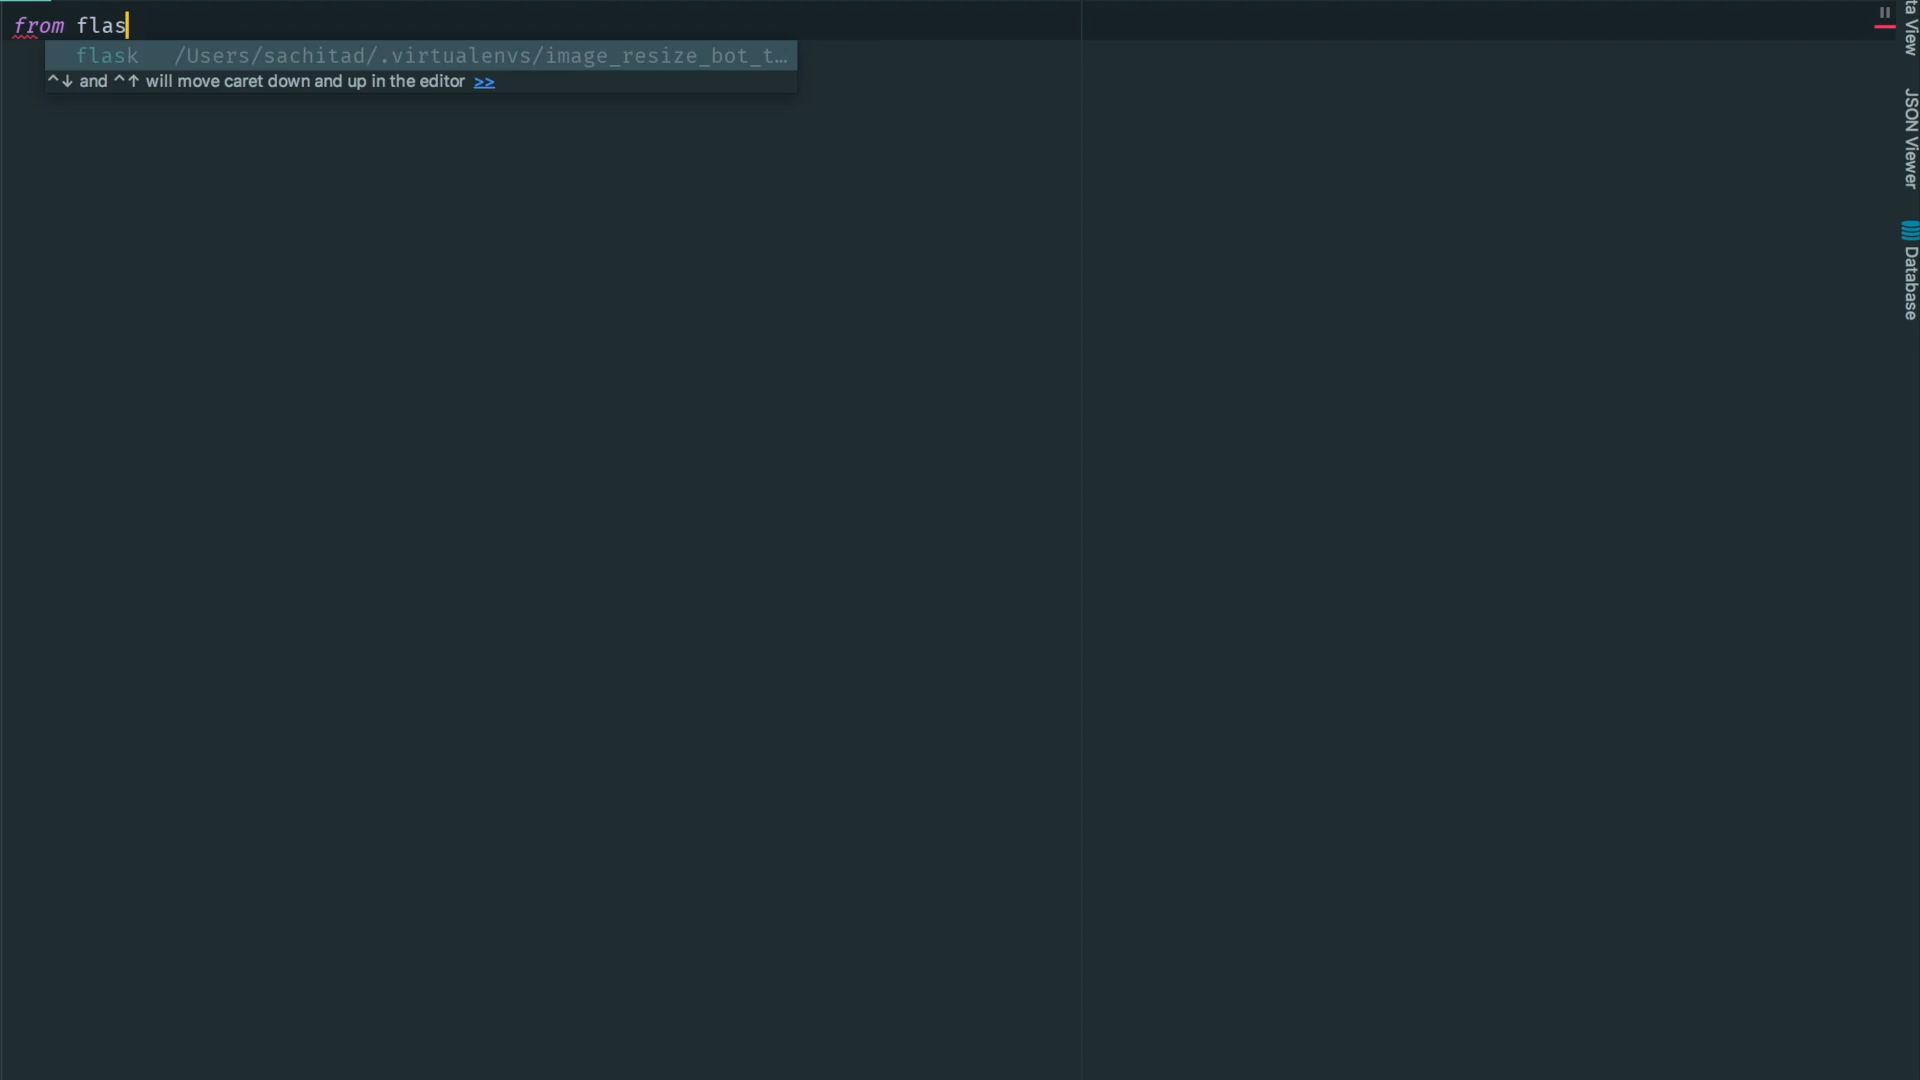 from flas
flask /Users/sachitad/.virtualenvs/image_resize_bot_t…
^↓ and ^↑ will move caret down and up in the editor >>
ta View
JSON Viewer
Database